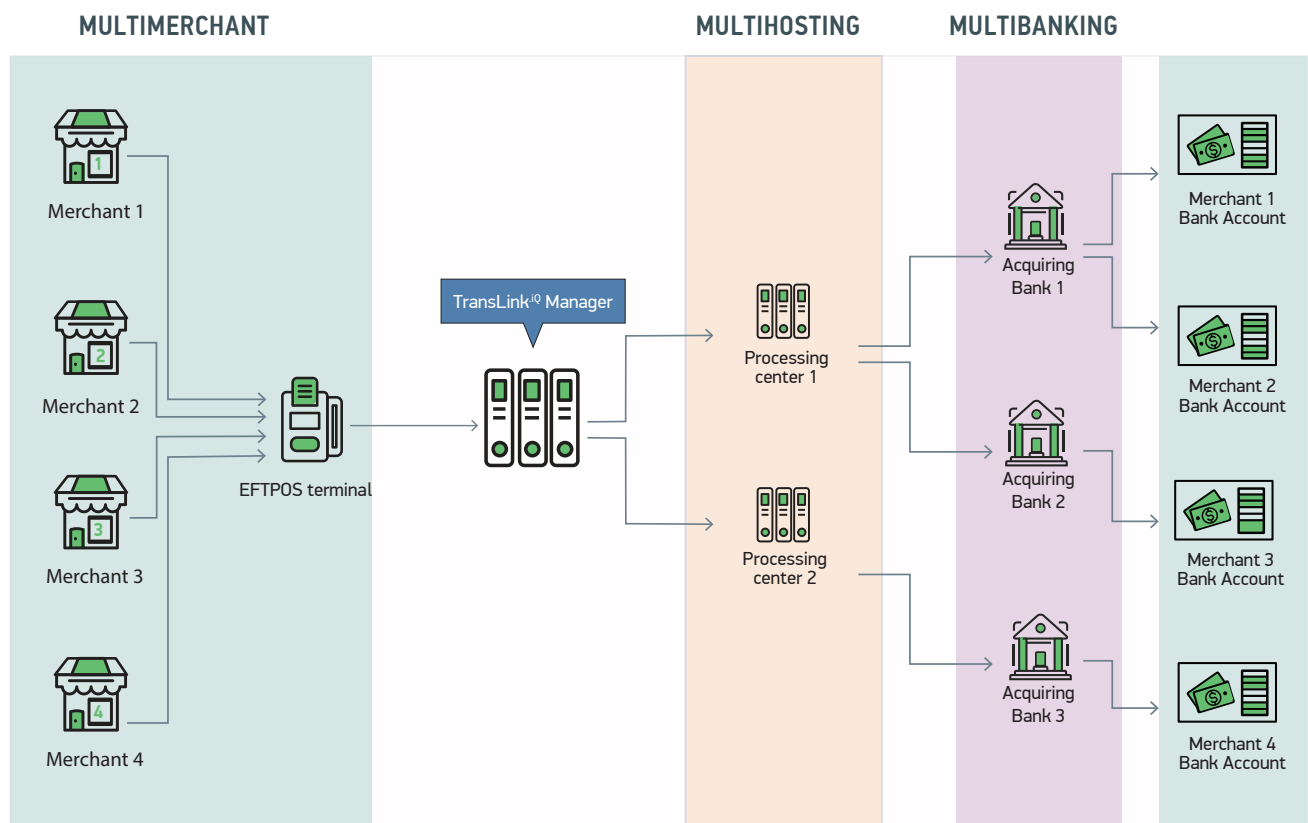 MULTIMERCHANT
MULTIHOSTING
MULTIBANKING
1
Merchant 1
2
Merchant 2
3
Merchant 3
4
Merchant 4
EFTPOS terminal
TransLink.iQ Manager
Processing
center 1
Processing
center 2
Acquiring
Bank 1
Acquiring
Bank 2
Acquiring
Bank 3
$
Merchant 1
Bank Account
$
Merchant 2
Bank Account
$
Merchant 3
Bank Account
$
Merchant 4
Bank Account